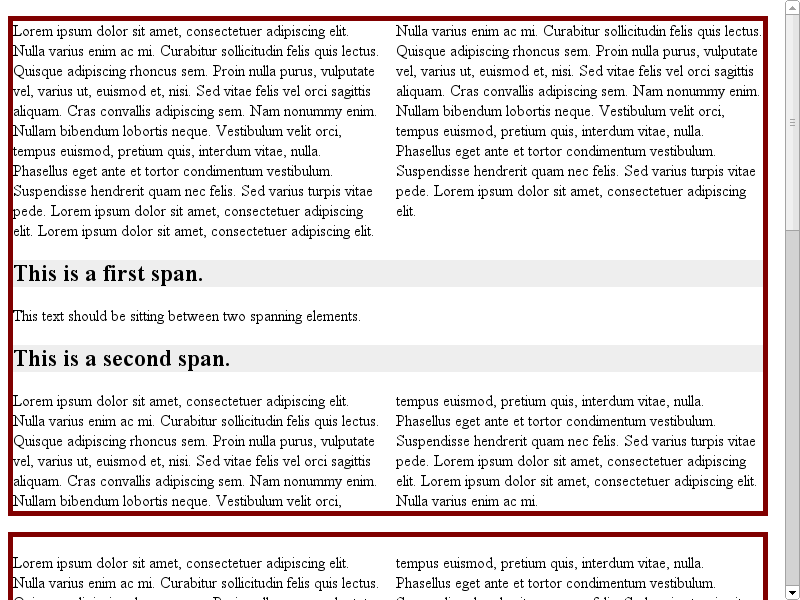 Lorem ipsum dolor sit amet, consectetuer adipiscing elit.
Nulla varius enim ac mi. Curabitur sollicitudin felis quis lectus.
Quisque adipiscing rhoncus sem. Proin nulla purus, vulputate
vel, varius ut, euismod et, nisi. Sed vitae felis vel orci sagittis
aliquam. Cras convallis adipiscing sem. Nam nonummy enim.
Nullam bibendum lobortis neque. Vestibulum velit orci,
tempus euismod, pretium quis, interdum vitae, nulla.
Phasellus eget ante et tortor condimentum vestibulum.
Suspendisse hendrerit quam nec felis. Sed varius turpis vitae
pede. Lorem ipsum dolor sit amet, consectetuer adipiscing
elit. Lorem ipsum dolor sit amet, consectetuer adipiscing elit.
Nulla varius enim ac mi. Curabitur sollicitudin felis quis lectus.
Quisque adipiscing rhoncus sem. Proin nulla purus, vulputate
vel, varius ut, euismod et, nisi. Sed vitae felis vel orci sagittis
aliquam. Cras convallis adipiscing sem. Nam nonummy enim.
Nullam bibendum lobortis neque. Vestibulum velit orci,
tempus euismod, pretium quis, interdum vitae, nulla.
Phasellus eget ante et tortor condimentum vestibulum.
Suspendisse hendrerit quam nec felis. Sed varius turpis vitae
pede. Lorem ipsum dolor sit amet, consectetuer adipiscing
elit.
This is a first span.
This text should be sitting between two spanning elements.
This is a second span.
Lorem ipsum dolor sit amet, consectetuer adipiscing elit.
Nulla varius enim ac mi. Curabitur sollicitudin felis quis lectus.
Quisque adipiscing rhoncus sem. Proin nulla purus, vulputate
vel, varius ut, euismod et, nisi. Sed vitae felis vel orci sagittis
aliquam. Cras convallis adipiscing sem. Nam nonummy enim.
Nullam bibendum lobortis neque. Vestibulum velit orci,
tempus euismod, pretium quis, interdum vitae, nulla.
Phasellus eget ante et tortor condimentum vestibulum.
Suspendisse hendrerit quam nec felis. Sed varius turpis vitae
pede. Lorem ipsum dolor sit amet, consectetuer adipiscing
elit. Lorem ipsum dolor sit amet, consectetuer adipiscing elit.
Nulla varius enim ac mi.
Lorem ipsum dolor sit amet, consectetuer adipiscing elit.
Nulla varius enim ac mi. Curabitur sollicitudin felis quis lectus.
tempus euismod, pretium quis, interdum vitae, nulla.
Phasellus eget ante et tortor condimentum vestibulum.